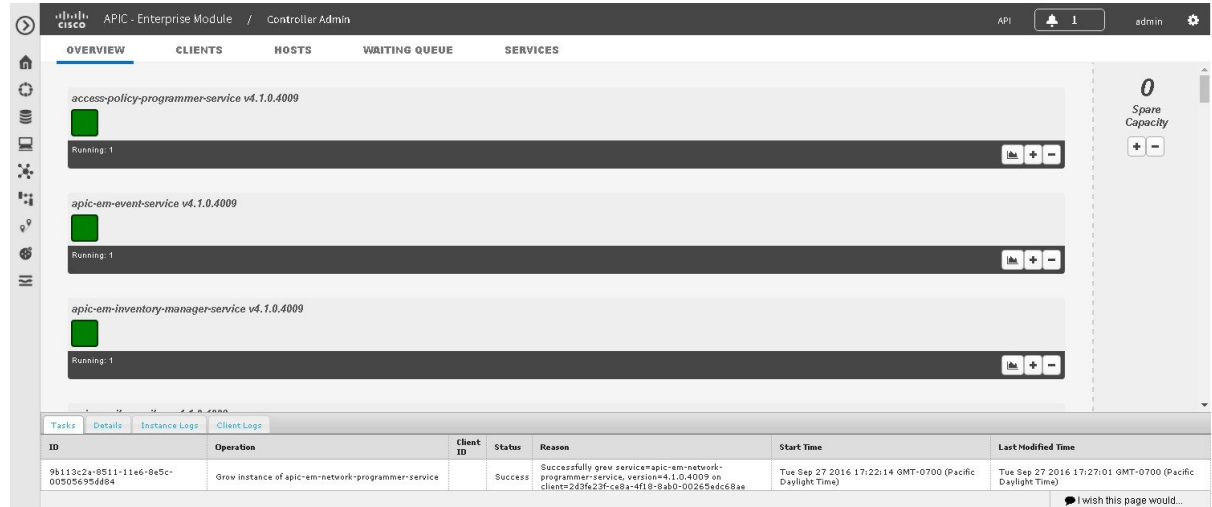 CISCO APIC - Enterprise Module / Controller Admin API 1 admin
OVERVIEW CLIENTS HOSTS WAITING QUEUE SERVICES
access-policy-programmer-service v4.1.0.4009
Running: 1
apic-em-event-service v4.1.0.4009
Running: 1
apic-em-inventory-manager-service v4.1.0.4009
Running: 1
0
Spare
Capacity
Tasks Details Instance Logs Client Logs
ID Operation Client ID Status Reason Start Time Last Modified Time
9b113c2a-8511-11e6-8e5c-
00505695dd84
Grow instance of apic-em-network-programmer-service
Success
Successfully grew service=apic-em-network-
programmer-service, version=4.1.0.4009 on
client=2d3fe23f-ce8a-4f18-8ab0-00265edc68ae
Tue Sep 27 2016 17:22:14 GMT-0700 (Pacific
Daylight Time)
Tue Sep 27 2016 17:27:01 GMT-0700 (Pacific
Daylight Time)
I wish this page would...